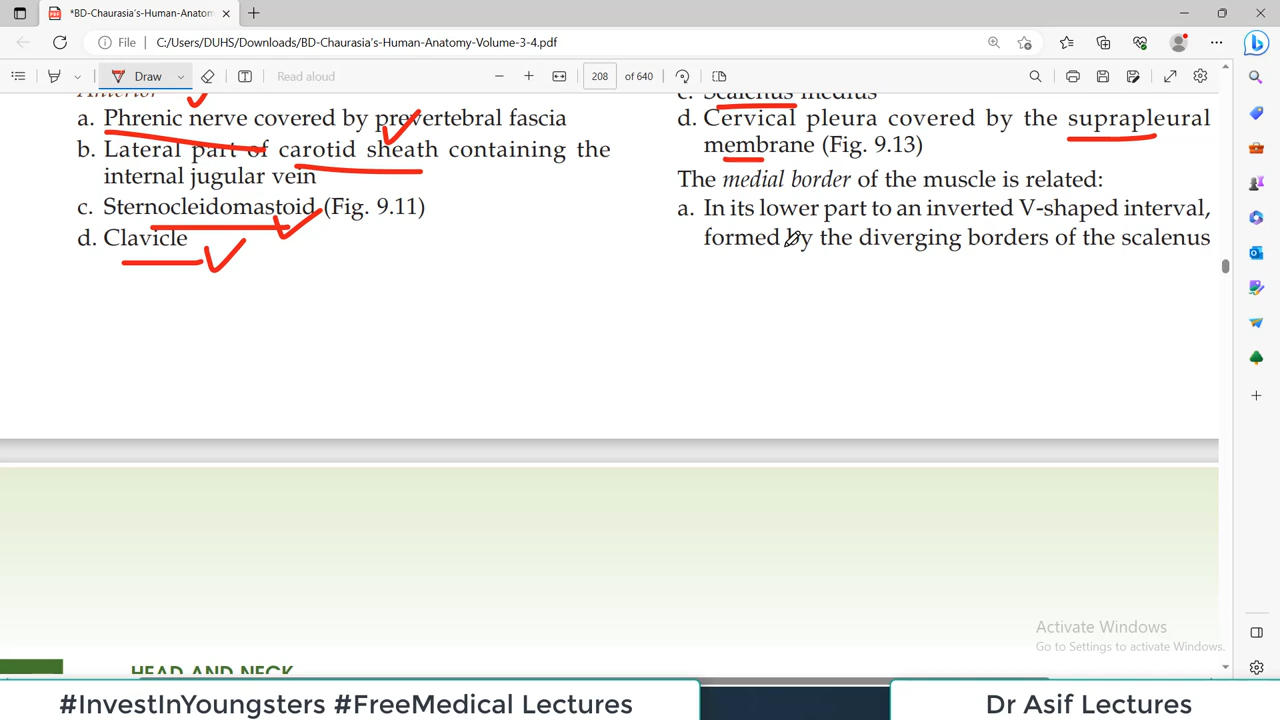 *BD-Chaurasia's-Human-Anatom
File
C:/Users/DUHS/Downloads/BD-Chaurasia's-Human-Anatomy-Volume-3-4.pdf
Draw
Read aloud
208 of 640
Anterior
a. Phrenic nerve covered by prevertebral fascia
b. Lateral part of carotid sheath containing the
internal jugular vein
c. Sternocleidomastoid (Fig. 9.11)
d. Clavicle
c. Scalenus medius
d. Cervical pleura covered by the suprapleural
membrane (Fig. 9.13)
The medial border of the muscle is related:
a. In its lower part to an inverted V-shaped interval,
formed by the diverging borders of the scalenus
Activate Windows
Go to Settings to activate Windows.
HEAD AND NECK
#InvestInYoungsters #FreeMedical Lectures
Dr Asif Lectures